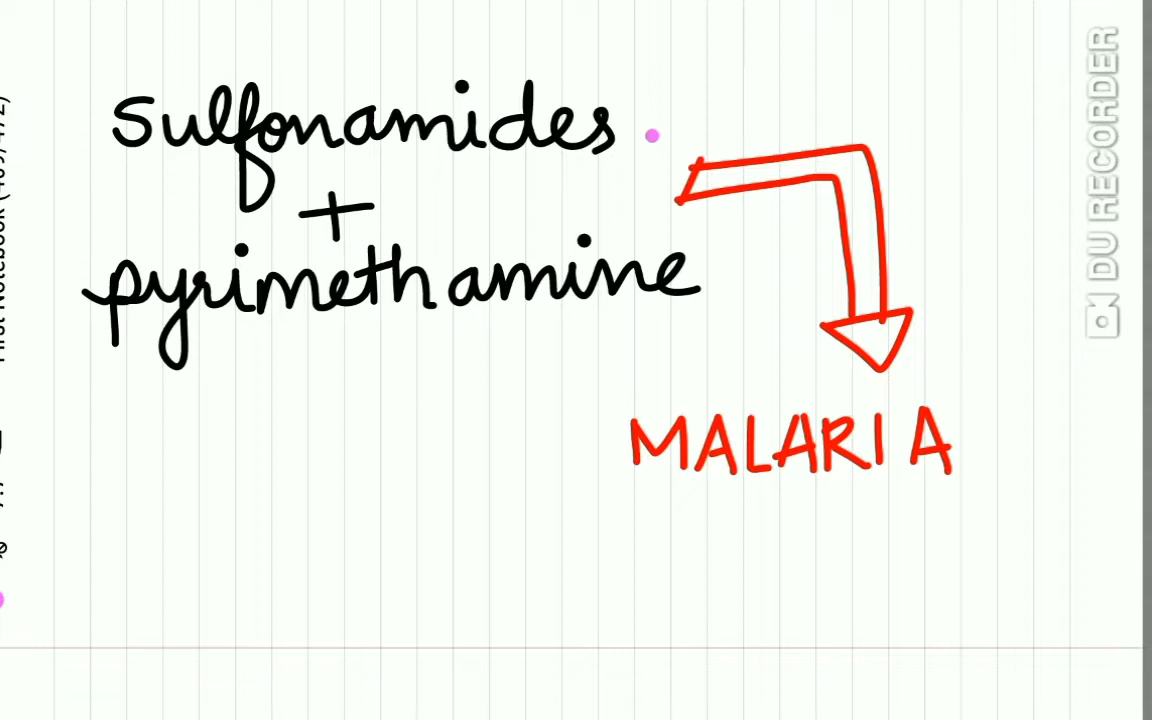 sulfonamides
+
pyrimethamine
MALARIA
DU RECORDER